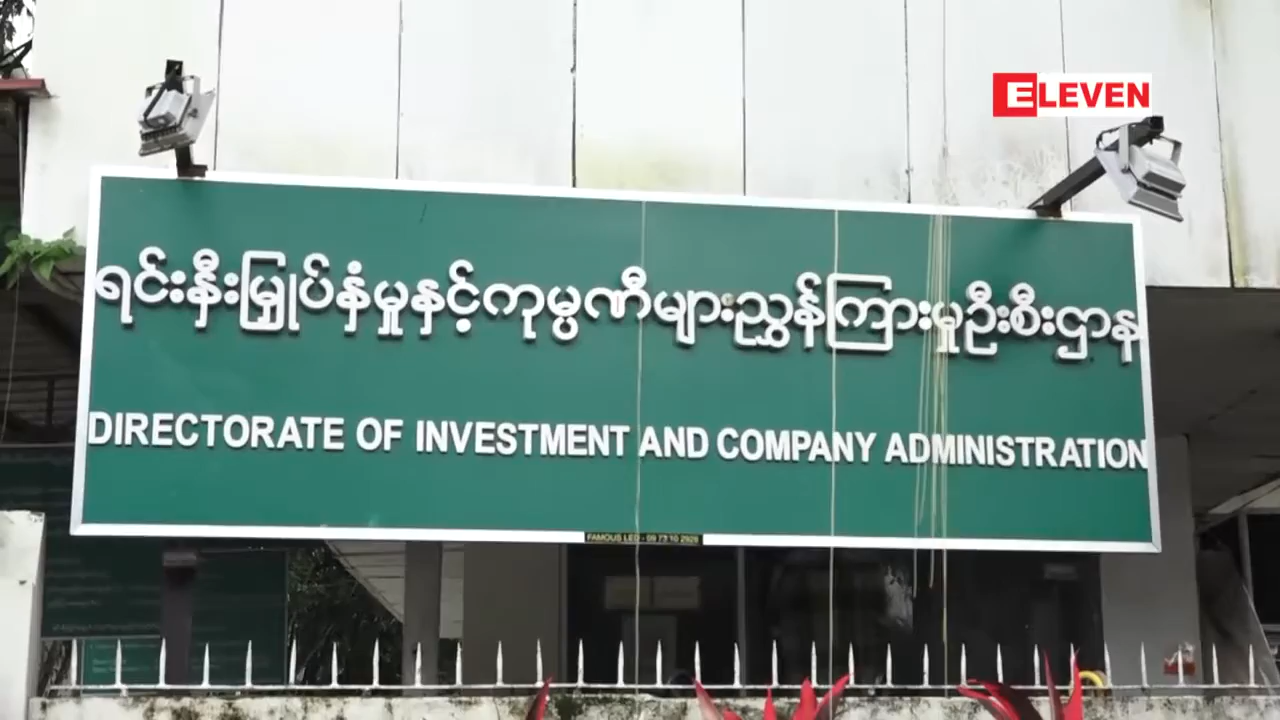 ELEVEN
ရင်းနှီးမြှုပ်နှံမှုနှင့်ကုမ္ပဏီများညွှန်ကြားမှုဦးစီးဌာန
DIRECTORATE OF INVESTMENT AND COMPANY ADMINISTRATION
FAMOUS LED - 09 73 10 2928